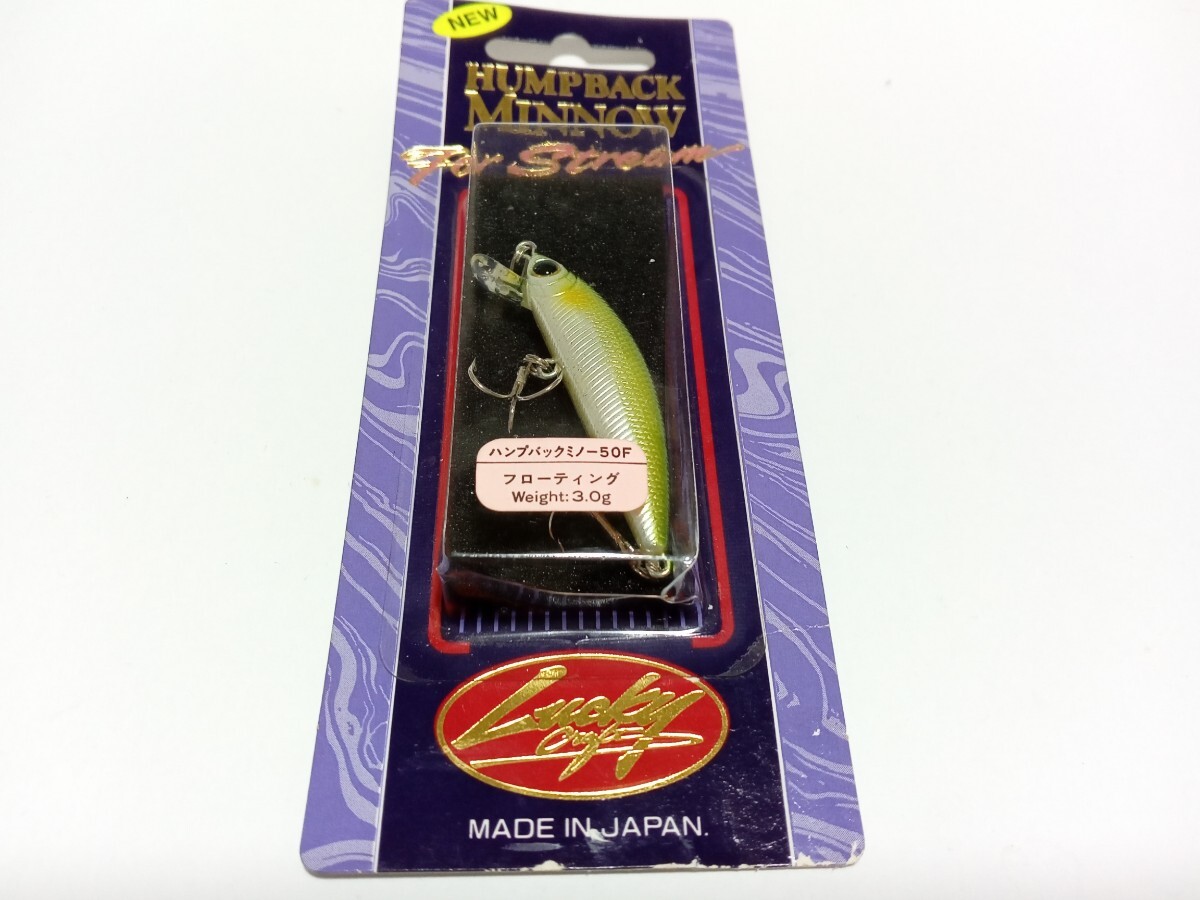 NEW
HUMPBACK
MINNOW
For Stream
ハンプバックミノー50F
フローティング
Weight: 3.0g
Lucky
Craft
MADE IN JAPAN.